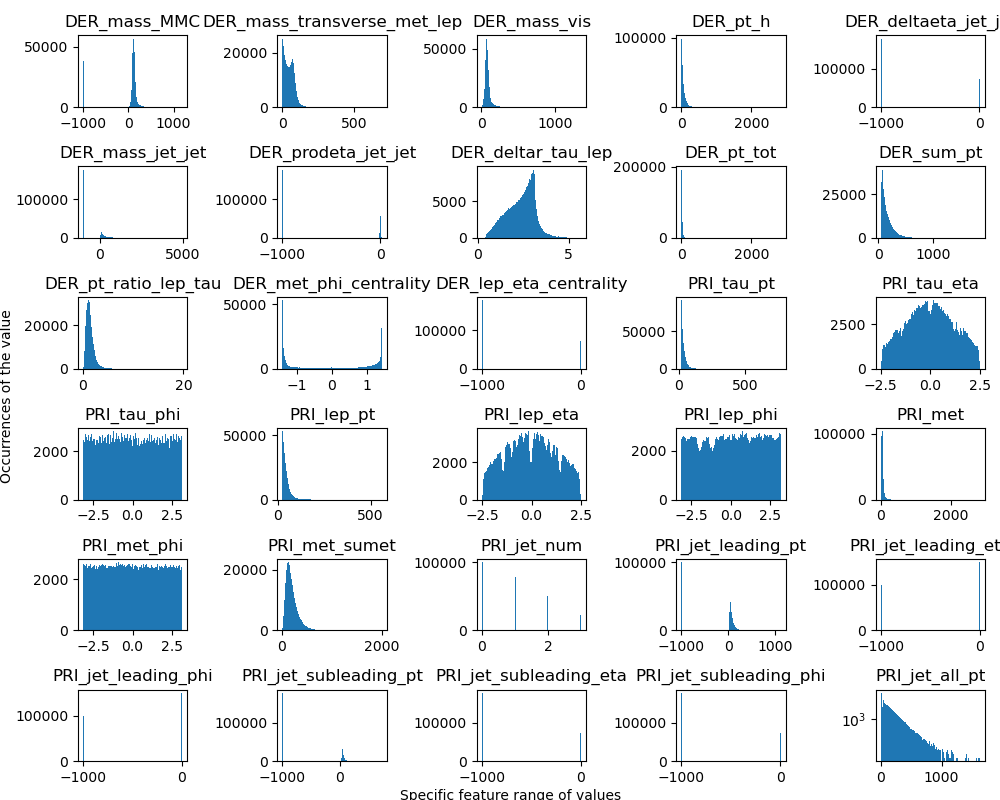 DER_mass_MMC DER_mass_transverse_met_lep DER_mass_vis DER_pt_h DER_deltaeta_jet_j
50000 0 −1000 0 1000
20000 0 0 500
50000 0 0 1000
100000 0 0 2000
100000 0 −1000 0
DER_mass_jet_jet DER_prodeta_jet_jet DER_deltar_tau_lep DER_pt_tot DER_sum_pt
100000 0 0 5000
100000 0 −1000 0
5000 0 0 5
200000 0 0 2000
25000 0 0 1000
DER_pt_ratio_lep_tau DER_met_phi_centrality DER_lep_eta_centrality PRI_tau_pt PRI_tau_eta
20000 0 0 20
50000 0 −1 0 1
100000 0 −1000 0
50000 0 0 500
2500 0 −2.5 0.0 2.5
PRI_tau_phi PRI_lep_pt PRI_lep_eta PRI_lep_phi PRI_met
2000 0 −2.5 0.0 2.5
50000 0 0 500
2000 0 −2.5 0.0 2.5
2000 0 −2.5 0.0 2.5
100000 0 0 2000
PRI_met_phi PRI_met_sumet PRI_jet_num PRI_jet_leading_pt PRI_jet_leading_et
2000 0 −2.5 0.0 2.5
20000 0 0 2000
100000 0 0 2
100000 0 −1000 0 1000
100000 0 −1000 0
PRI_jet_leading_phi PRI_jet_subleading_pt PRI_jet_subleading_eta PRI_jet_subleading_phi PRI_jet_all_pt
100000 0 −1000 0
100000 0 −1000 0
100000 0 −1000 0
100000 0 −1000 0
10³ 0 1000
Occurrences of the value
Specific feature range of values